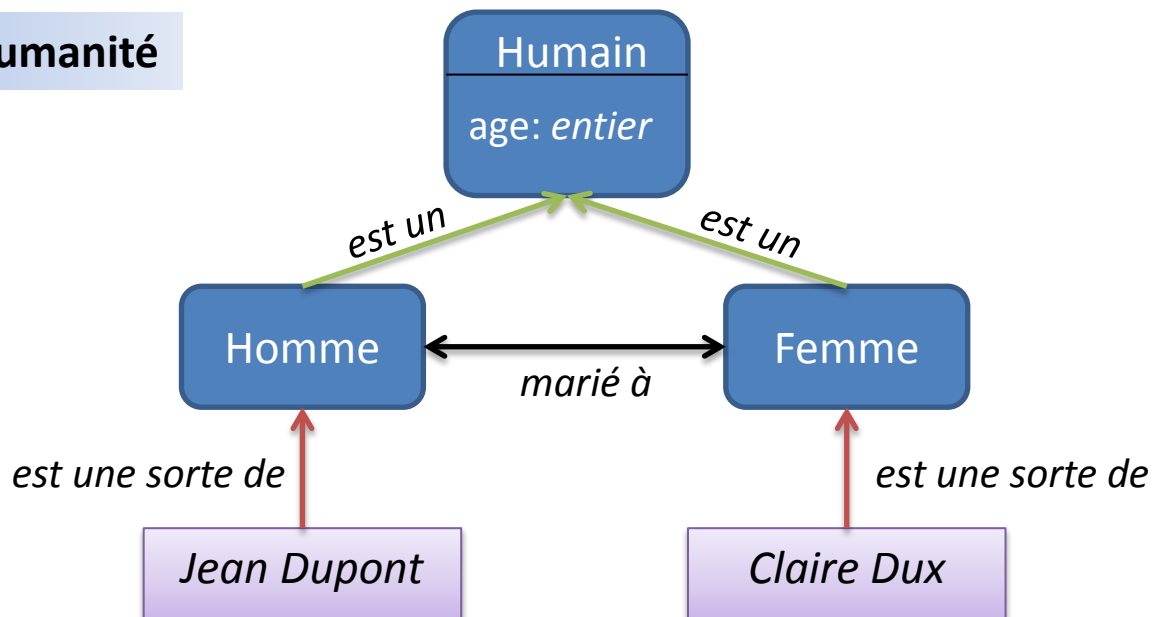 umanité
Humain
age: entier
est un
est un
Homme
Femme
marié à
est une sorte de
est une sorte de
Jean Dupont
Claire Dux